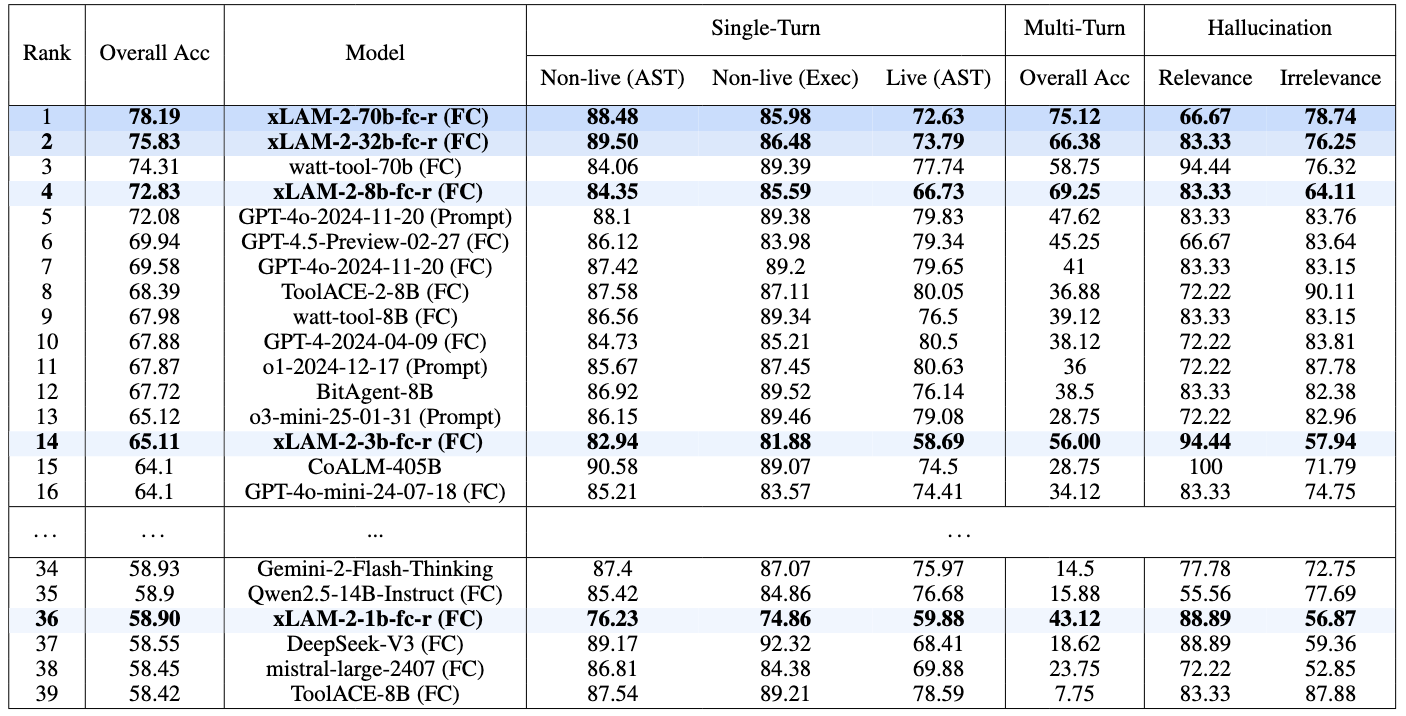 Rank Overall Acc Model Single-Turn Multi-Turn Hallucination
Non-live (AST) Non-live (Exec) Live (AST) Overall Acc Relevance Irrelevance
1 78.19 xLAM-2-70b-fc-r (FC) 88.48 85.98 72.63 75.12 66.67 78.74
2 75.83 xLAM-2-32b-fc-r (FC) 89.50 86.48 73.79 66.38 83.33 76.25
3 74.31 watt-tool-70b (FC) 84.06 89.39 77.74 58.75 94.44 76.32
4 72.83 xLAM-2-8b-fc-r (FC) 84.35 85.59 66.73 69.25 83.33 64.11
5 72.08 GPT-4o-2024-11-20 (Prompt) 88.1 89.38 79.83 47.62 83.33 83.76
6 69.94 GPT-4.5-Preview-02-27 (FC) 86.12 83.98 79.34 45.25 66.67 83.64
7 69.58 GPT-4o-2024-11-20 (FC) 87.42 89.2 79.65 41 83.33 83.15
8 68.39 ToolACE-2-8B (FC) 87.58 87.11 80.05 36.88 72.22 90.11
9 67.98 watt-tool-8B (FC) 86.56 89.34 76.5 39.12 83.33 83.15
10 67.88 GPT-4-2024-04-09 (FC) 84.73 85.21 80.5 38.12 72.22 83.81
11 67.87 o1-2024-12-17 (Prompt) 85.67 87.45 80.63 36 72.22 87.78
12 67.72 BitAgent-8B 86.92 89.52 76.14 38.5 83.33 82.38
13 65.12 o3-mini-25-01-31 (Prompt) 86.15 89.46 79.08 28.75 72.22 82.96
14 65.11 xLAM-2-3b-fc-r (FC) 82.94 81.88 58.69 56.00 94.44 57.94
15 64.1 CoALM-405B 90.58 89.07 74.5 28.75 100 71.79
16 64.1 GPT-4o-mini-24-07-18 (FC) 85.21 83.57 74.41 34.12 83.33 74.75
... ... ... ...
34 58.93 Gemini-2-Flash-Thinking 87.4 87.07 75.97 14.5 77.78 72.75
35 58.9 Qwen2.5-14B-Instruct (FC) 85.42 84.86 76.68 15.88 55.56 77.69
36 58.90 xLAM-2-1b-fc-r (FC) 76.23 74.86 59.88 43.12 88.89 56.87
37 58.55 DeepSeek-V3 (FC) 89.17 92.32 68.41 18.62 88.89 59.36
38 58.45 mistral-large-2407 (FC) 86.81 84.38 69.88 23.75 72.22 52.85
39 58.42 ToolACE-8B (FC) 87.54 89.21 78.59 7.75 83.33 87.88